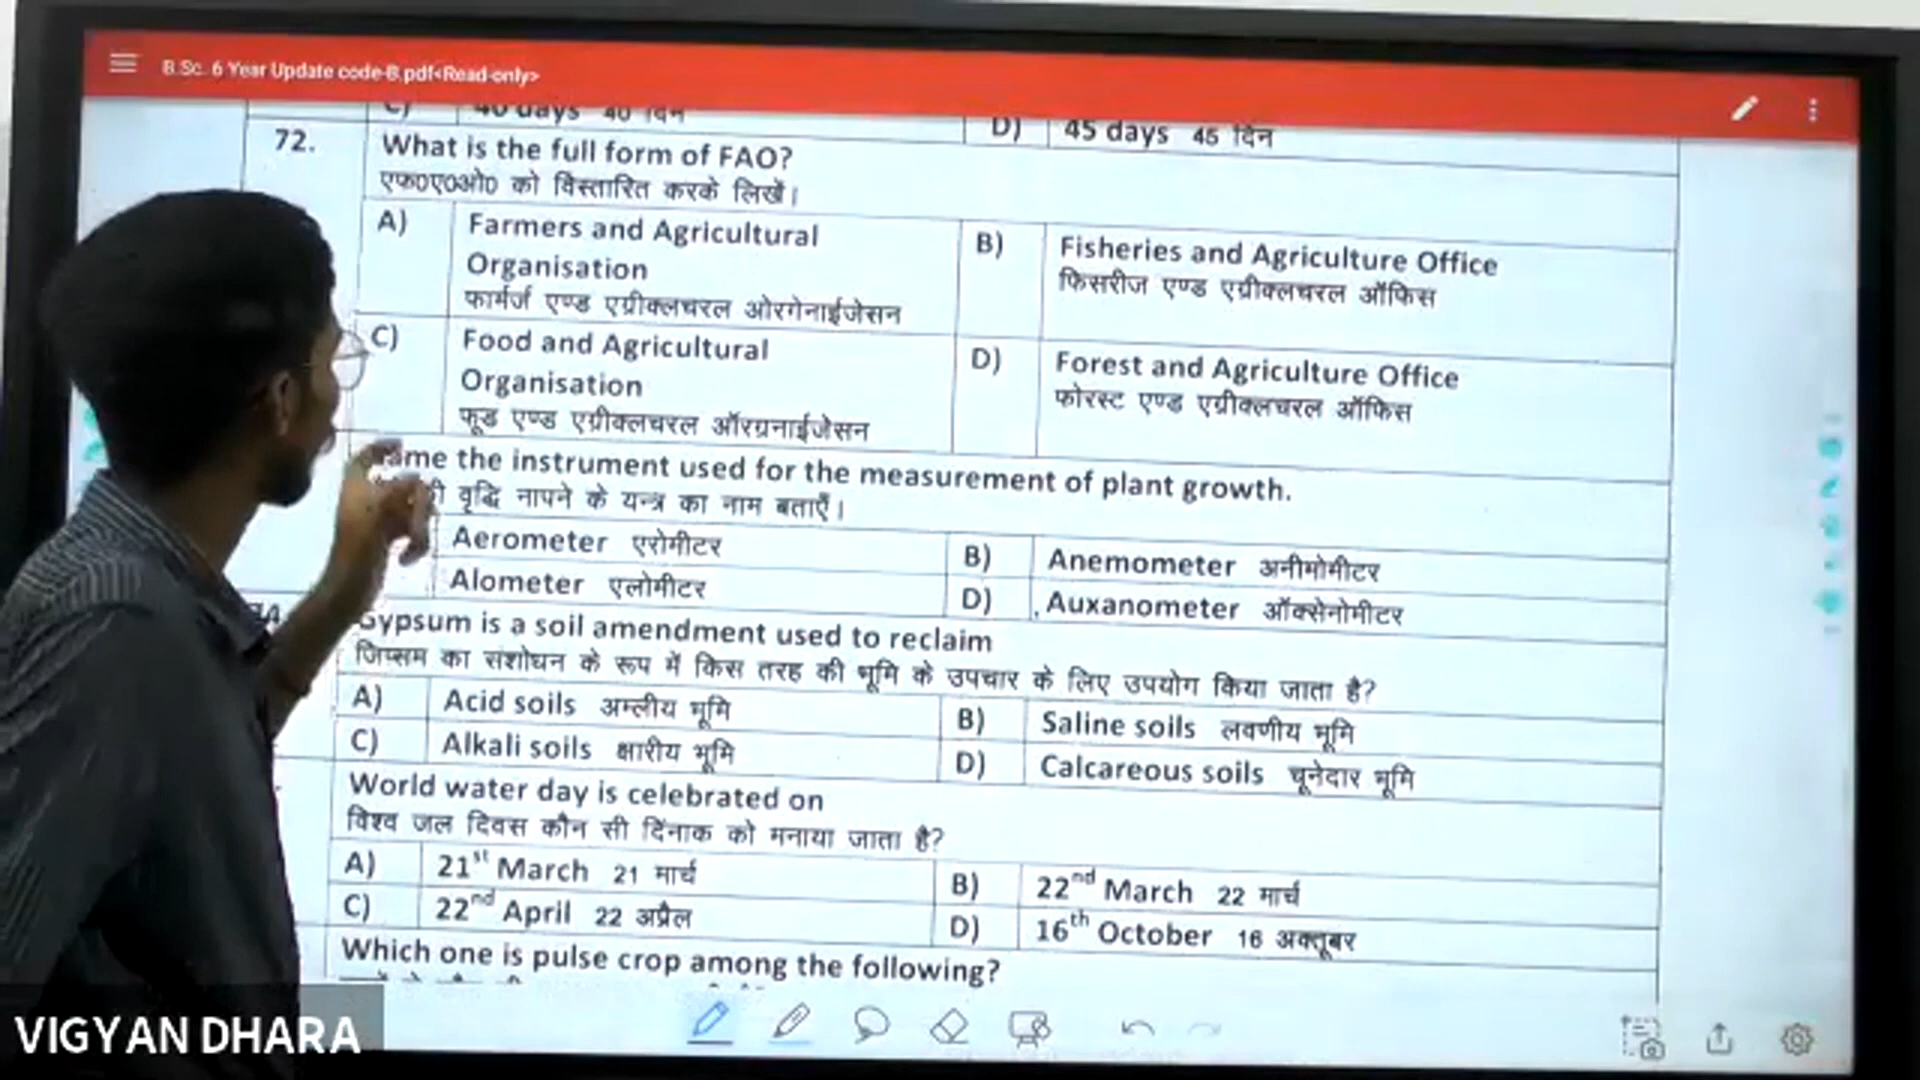 B.Sc. 6 Year Update code-B.pdf<Read-only>
C) 40 days 40 दिन D) 45 days 45 दिन
72. What is the full form of FAO?
एफ0ए0ओ0 को विस्तारित करके लिखें।
A) Farmers and Agricultural
Organisation
फार्मर्ज एण्ड एग्रीक्लचरल ओरगेनाईजेसन
B) Fisheries and Agriculture Office
फिसरीज एण्ड एग्रीक्लचरल ऑफिस
C) Food and Agricultural
Organisation
फूड एण्ड एग्रीक्लचरल ऑरग्रनाईजेसन
D) Forest and Agriculture Office
फोरस्ट एण्ड एग्रीक्लचरल ऑफिस
ame the instrument used for the measurement of plant growth.
की वृद्धि नापने के यन्त्र का नाम बताएँ।
Aerometer एरोमीटर B) Anemometer अनीमोमीटर
Alometer एलोमीटर D) Auxanometer ऑक्सेनोमीटर
Gypsum is a soil amendment used to reclaim
जिप्सम का संशोधन के रूप में किस तरह की भूमि के उपचार के लिए उपयोग किया जाता है?
A) Acid soils अम्लीय भूमि B) Saline soils लवणीय भूमि
C) Alkali soils क्षारीय भूमि D) Calcareous soils चूनेदार भूमि
World water day is celebrated on
विश्व जल दिवस कौन सी दिंनाक को मनाया जाता है?
A) 21st March 21 मार्च B) 22nd March 22 मार्च
C) 22nd April 22 अप्रैल D) 16th October 16 अक्तूबर
Which one is pulse crop among the following?
VIGYAN DHARA